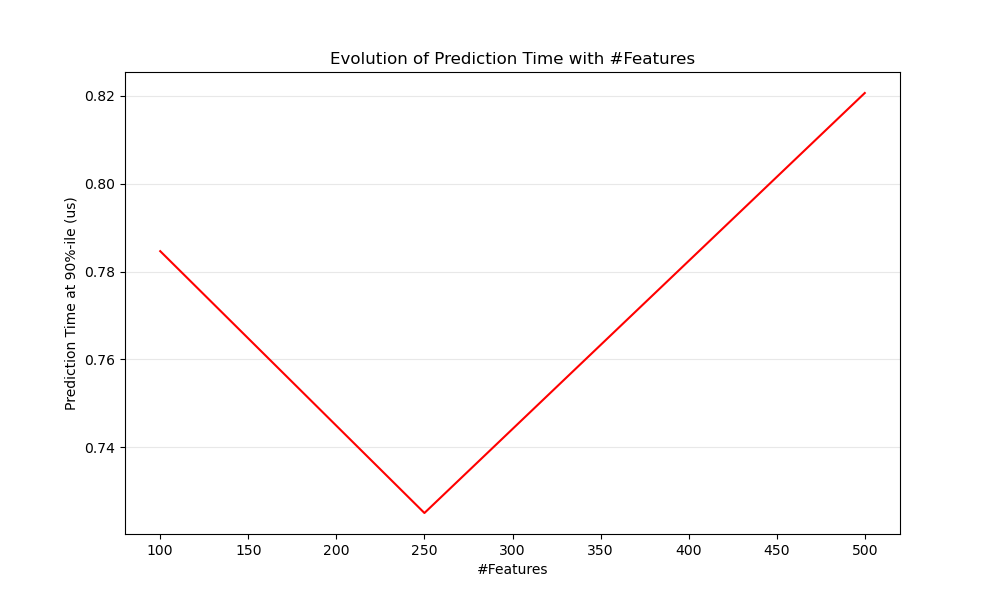 Evolution of Prediction Time with #Features
Prediction Time at 90%-ile (us)
0.82
0.80
0.78
0.76
0.74
100 150 200 250 300 350 400 450 500
#Features